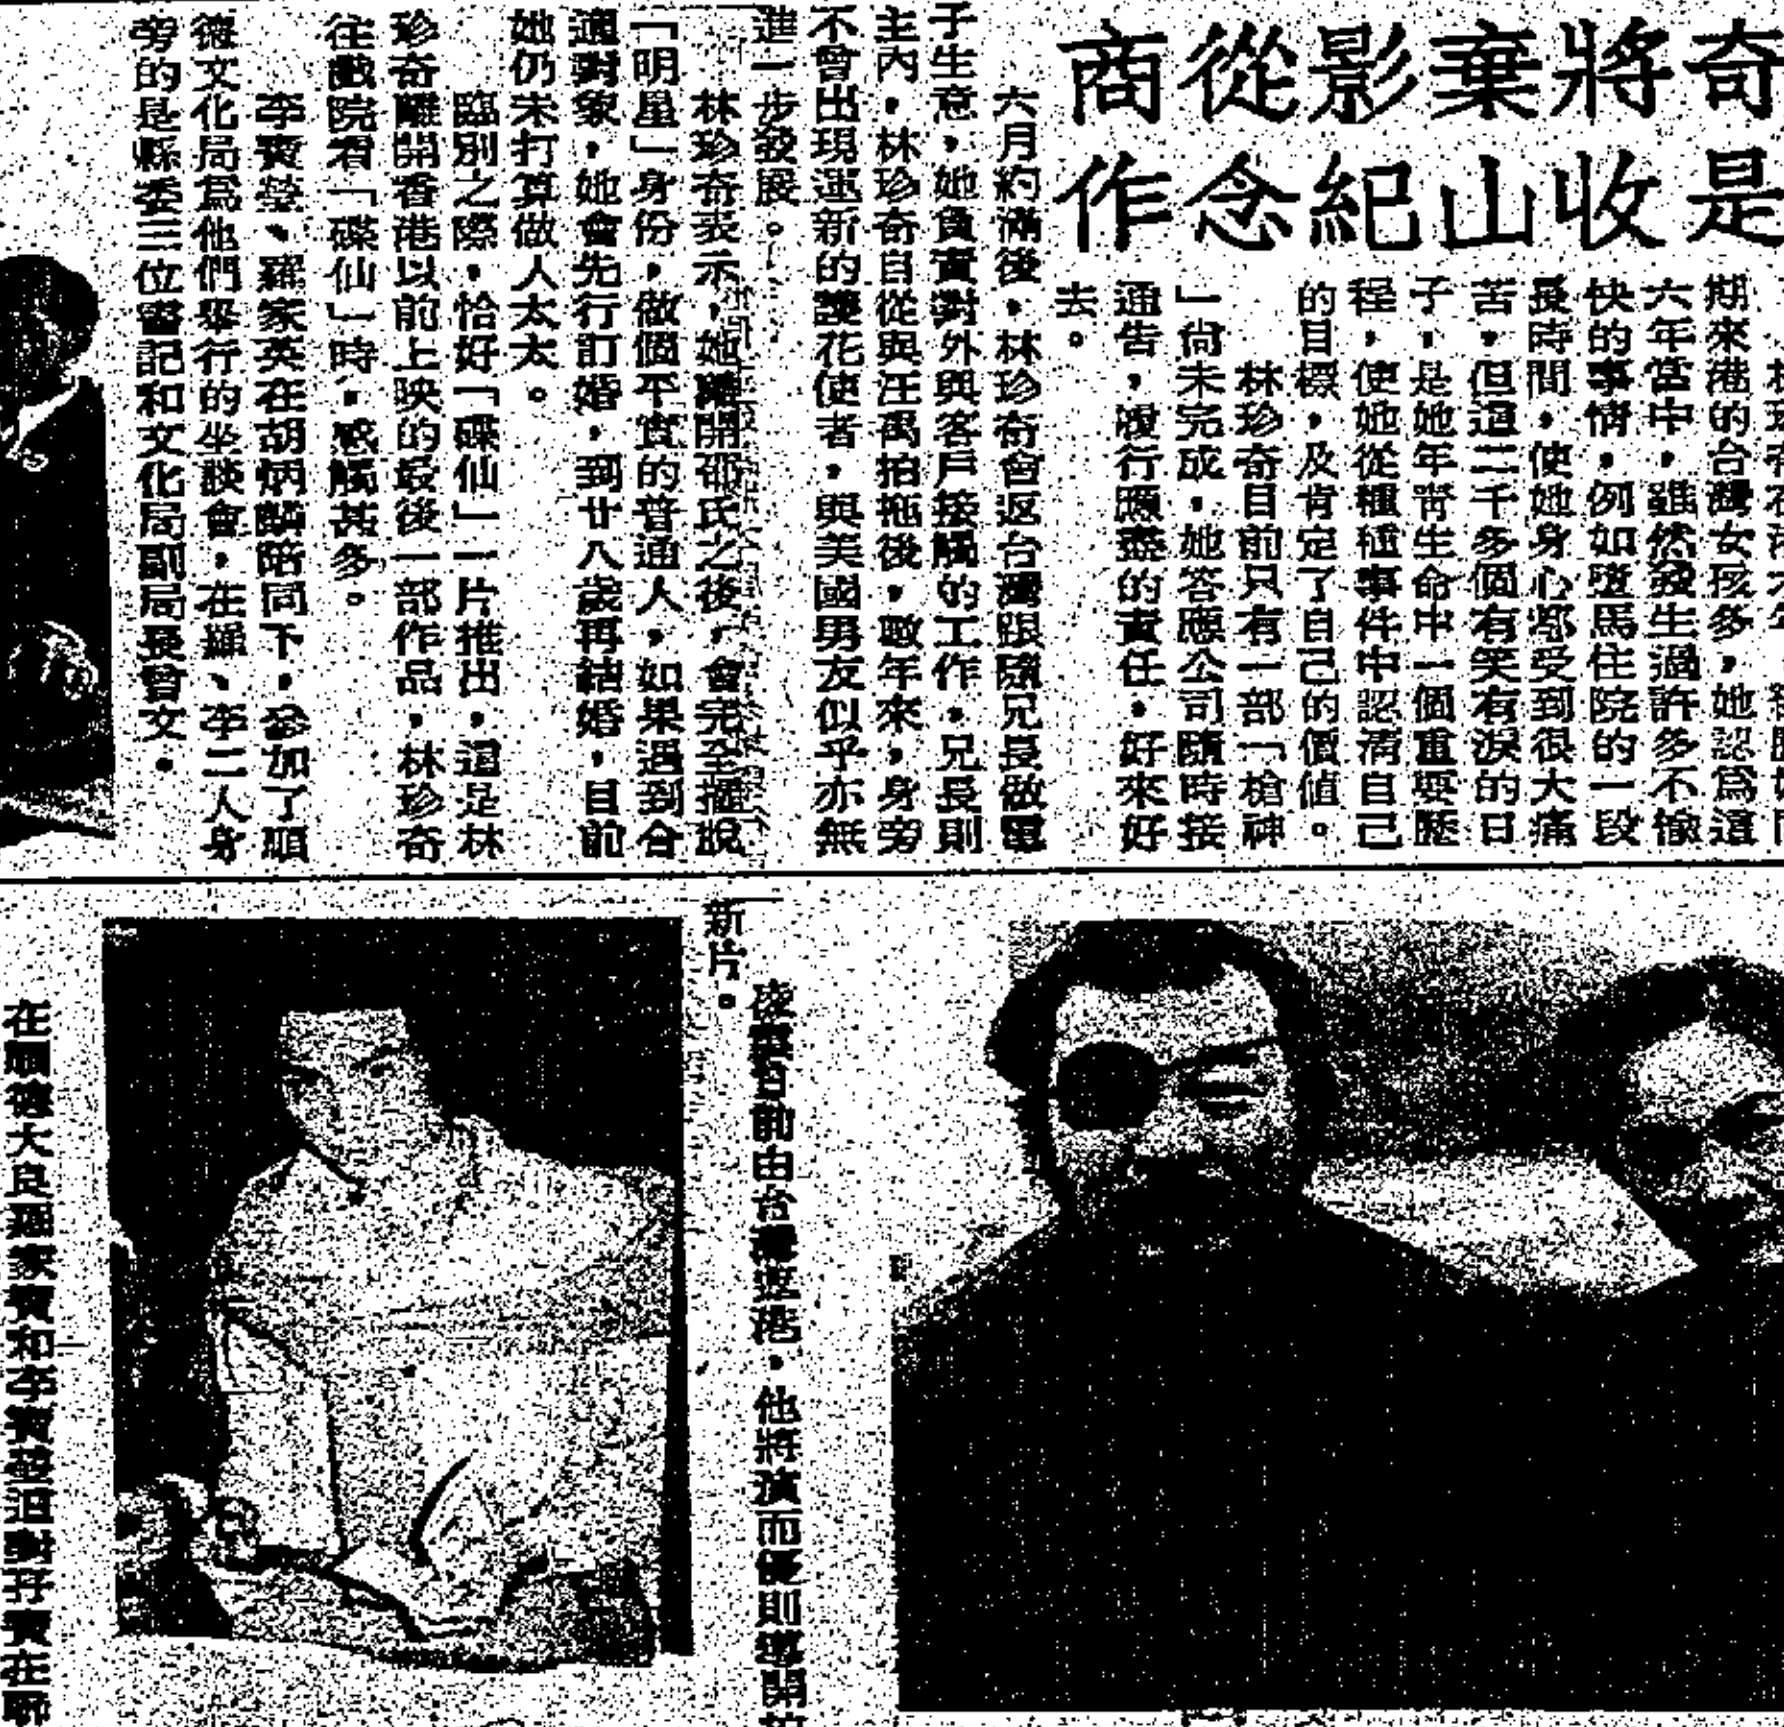 奇將棄影從商
是收山紀念作
期來港的台灣女孩多，她認為這
六年當中，雖然發生過許多不愉
快的事情，例如墮馬住院的一段
長時間，使她身心都受到很大痛
苦，但這二千多個有笑有淚的日
子，是她年青生命中一個重要歷
程，使她從種種事件中認清自己
的目標，及肯定了自己的價值。
林珍奇目前只有一部「槍神
」尙未完成，她答應公司隨時接
通告，履行應盡的責任，好來好
去。
六月約滿後，林珍奇會返台灣跟隨兄長做電
子生意，她負責對外與客戶接觸的工作，兄長則
主內，林珍奇自從與汪禹拍拖後，數年來，身旁
不會出現運新的護花使者，與美國男友似乎亦無
進一步發展。
林珍奇表示，她離開邵氏之後，會完全擺脫
「明星」身份，做個平實的普通人，如果遇到合
適對象，她會先行訂婚，到廿八歲再結婚，目前
她仍未打算做人太太。
臨別之際，恰好「碟仙」一片推出，這是林
珍奇離開香港以前上映的最後一部作品，林珍奇
往戲院看「碟仙」時，感觸甚多。
李寶瑩、羅家英在胡炳麟陪同下，參加了順
德文化局爲他們舉行的坐談會，在羅、李二人身
旁的是縣委三位書記和文化局副局長曾文。
日前由台灣返港，他將演而優則導開拍
新片。
在順德大良羅家寶和李寶瑩